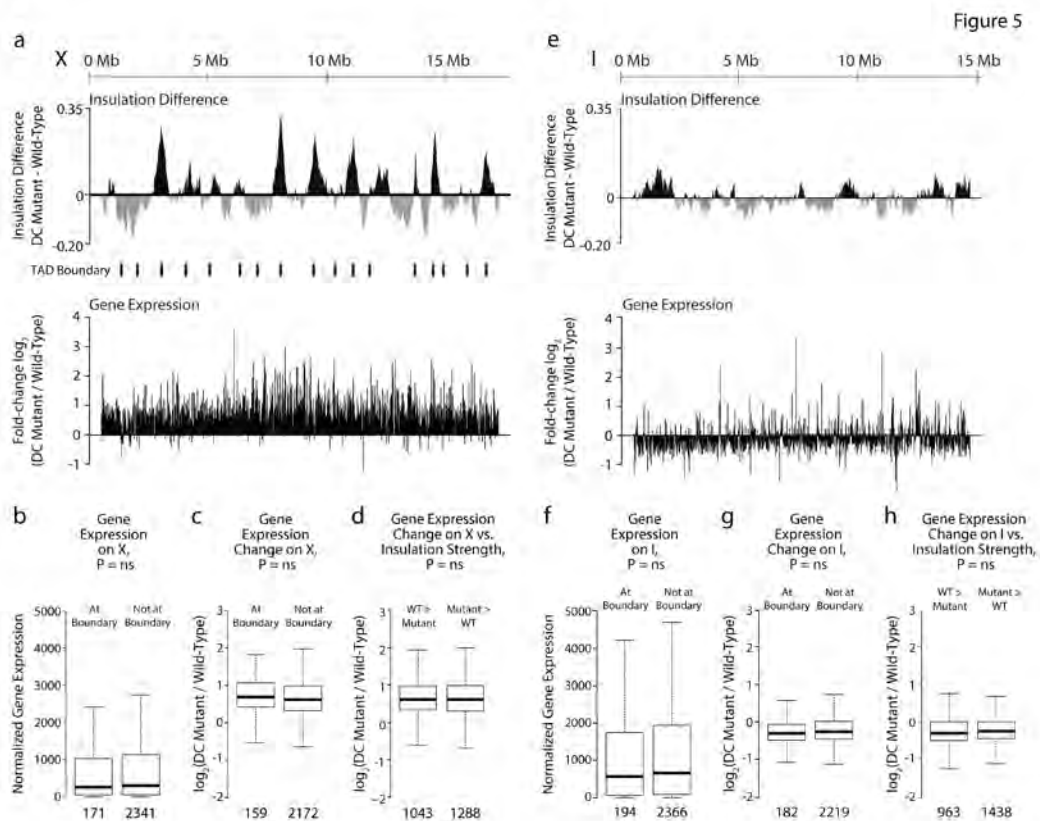 Figure 5
a
X
0 Mb 5 Mb 10 Mb 15 Mb
Insulation Difference
Insulation Difference
DC Mutant - Wild-Type
0.35
0
-0.20
TAD Boundary
Gene Expression
Fold-change log2
(DC Mutant / Wild-Type)
4
3
2
1
0
-1
e
I
0 Mb 5 Mb 10 Mb 15 Mb
Insulation Difference
Insulation Difference
DC Mutant - Wild-Type
0.35
0
-0.20
Gene Expression
Fold-change log2
(DC Mutant / Wild-Type)
4
3
2
1
0
-1
b
Gene
Expression
on X,
P = ns
Normalized Gene Expression
5000
4000
3000
2000
1000
0
At
Boundary
Not at
Boundary
171 2341
c
Gene
Expression
Change on X,
P = ns
log2(DC Mutant / Wild-Type)
2
1
0
-1
-2
At
Boundary
Not at
Boundary
159 2172
d
Gene Expression
Change on X vs.
Insulation Strength,
P = ns
log2(DC Mutant / Wild-Type)
2
1
0
-1
-2
WT >
Mutant
Mutant >
WT
1043 1288
f
Gene
Expression
on I,
P = ns
Normalized Gene Expression
5000
4000
3000
2000
1000
0
At
Boundary
Not at
Boundary
194 2366
g
Gene
Expression
Change on I,
P = ns
log2(DC Mutant / Wild-Type)
2
1
-0
-1
-2
At
Boundary
Not at
Boundary
182 2219
h
Gene Expression
Change on I vs.
Insulation Strength,
P = ns
log2(DC Mutant / Wild-Type)
2
1
-0
-1
-2
WT >
Mutant
Mutant >
WT
963 1438